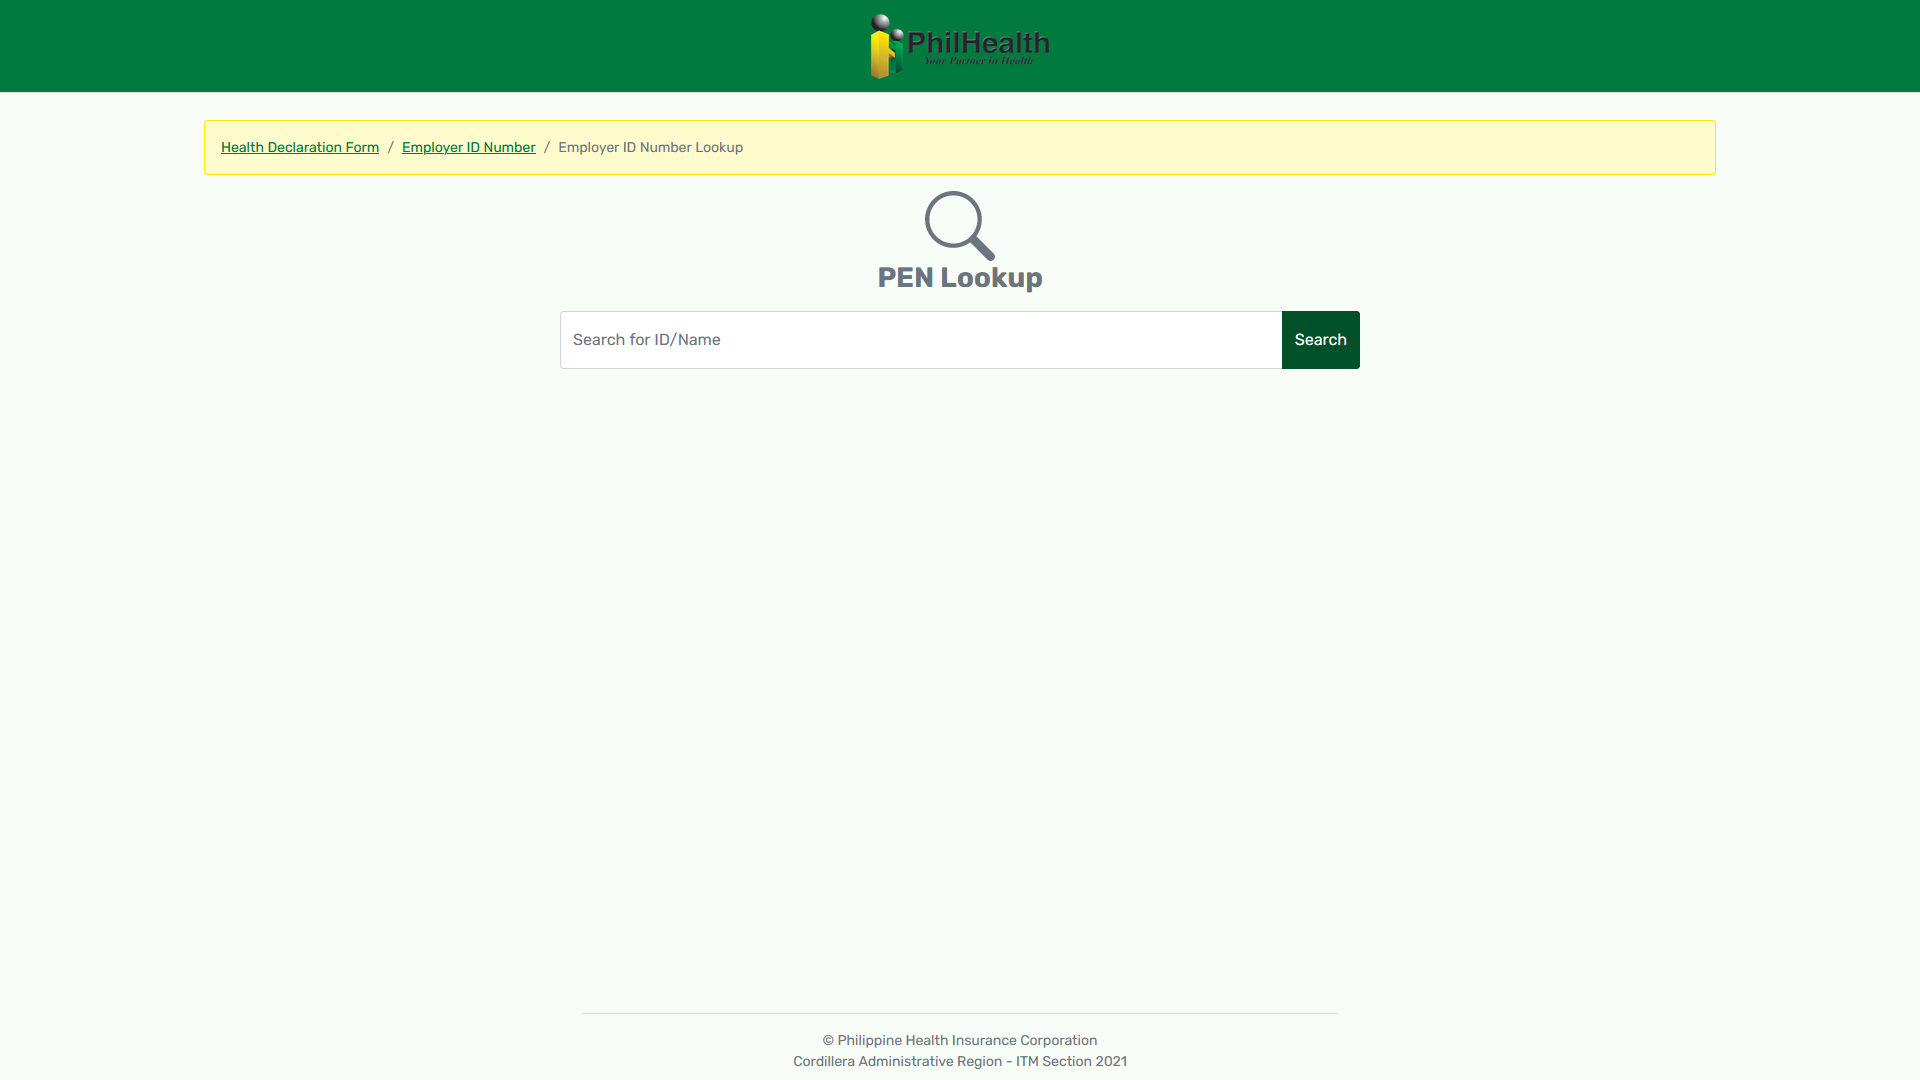 PhilHealth
Your Partner in Health
Health Declaration Form / Employer ID Number / Employer ID Number Lookup
PEN Lookup
Search for ID/Name
Search
© Philippine Health Insurance Corporation
Cordillera Administrative Region - ITM Section 2021